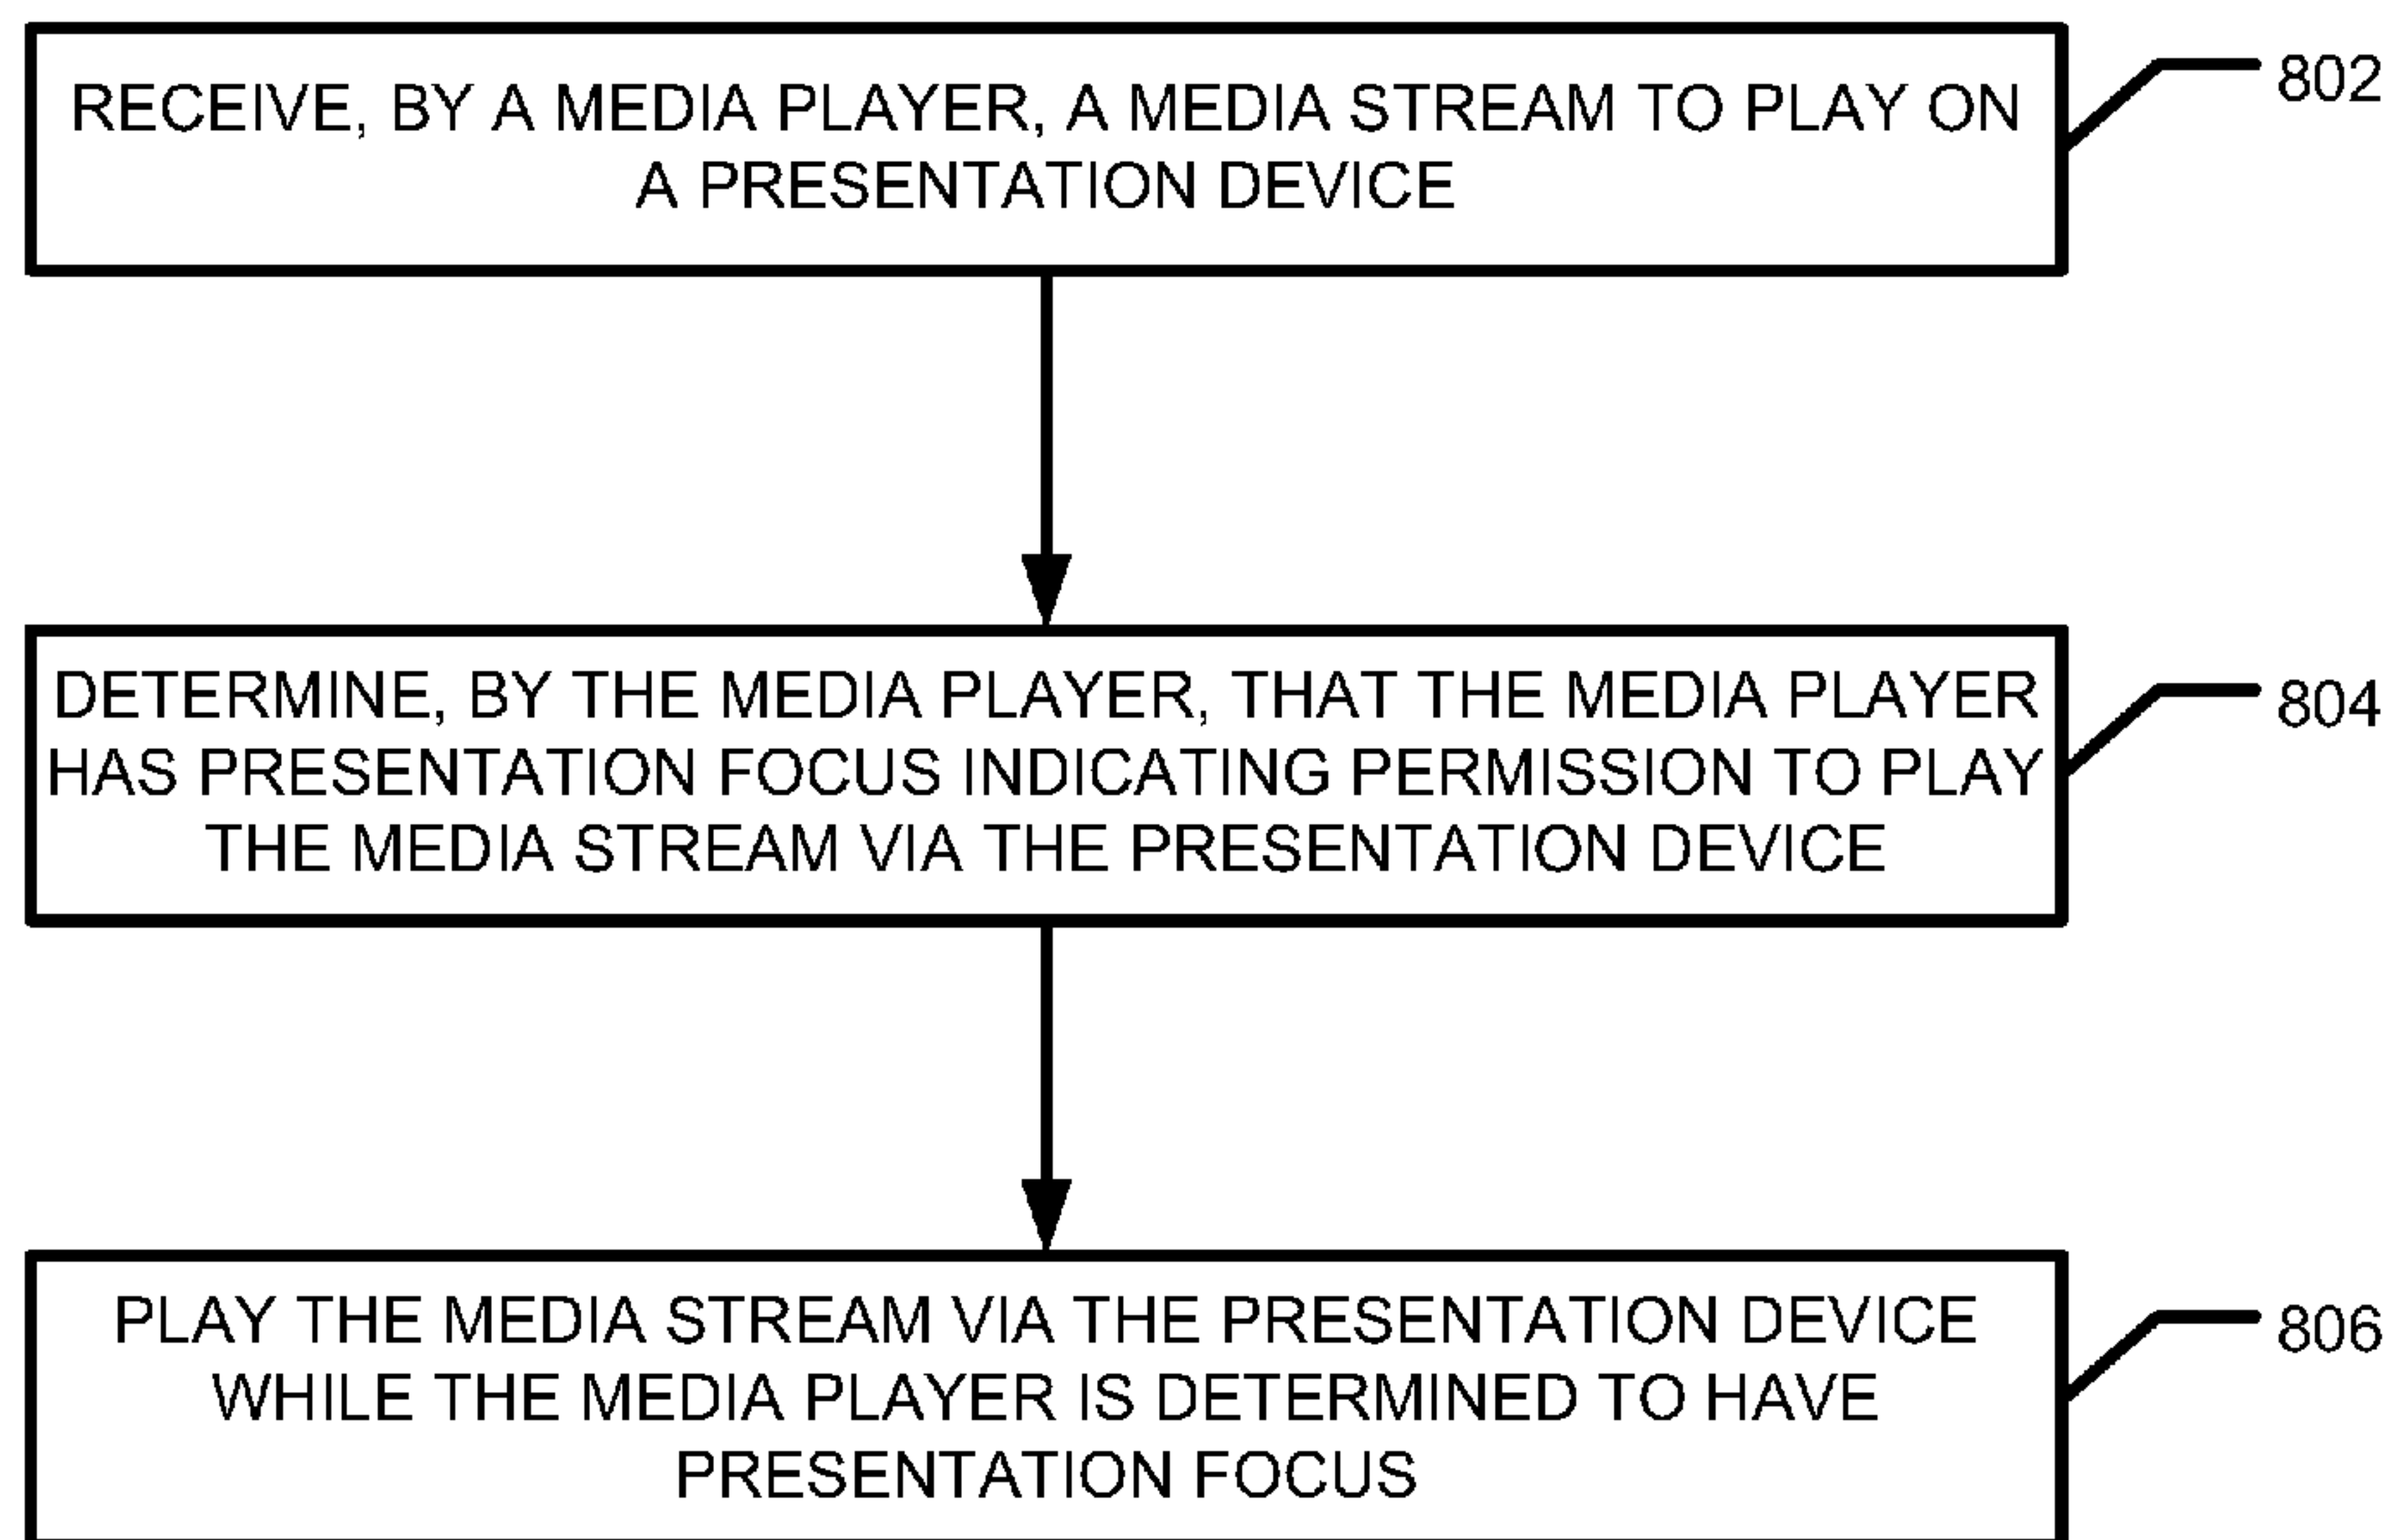 RECEIVE, BY A MEDIA PLAYER, A MEDIA STREAM TO PLAY ON
A PRESENTATION DEVICE
802
DETERMINE, BY THE MEDIA PLAYER, THAT THE MEDIA PLAYER
HAS PRESENTATION FOCUS INDICATING PERMISSION TO PLAY
THE MEDIA STREAM VIA THE PRESENTATION DEVICE
804
PLAY THE MEDIA STREAM VIA THE PRESENTATION DEVICE
WHILE THE MEDIA PLAYER IS DETERMINED TO HAVE
PRESENTATION FOCUS
806